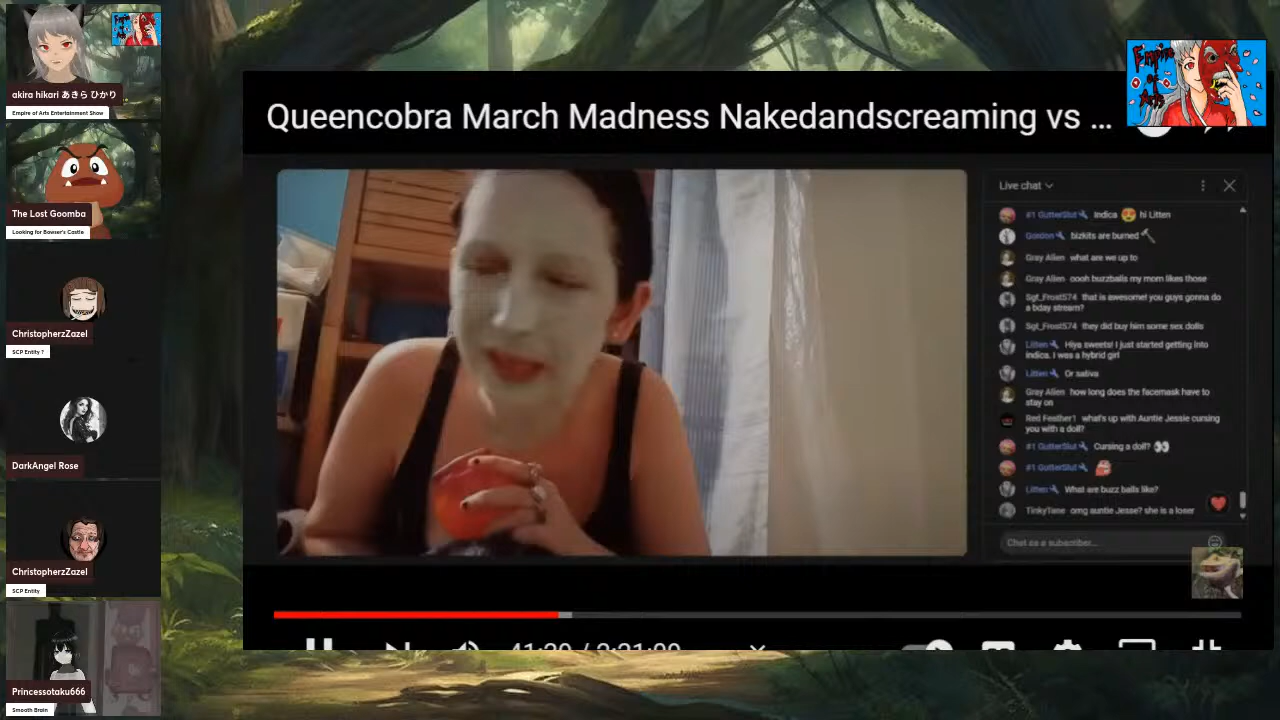 akira hikari あきら ひかり
Empire of Arts Entertainment Show
The Lost Goomba
Looking for Bowser's Castle
ChristopherzZazel
SCP Entity ?
DarkAngel Rose
ChristopherzZazel
SCP Entity
Princessotaku666
Smooth Brain
Queencobra March Madness Nakedandscreaming vs ...
Empire
of
Arts
Live chat
#1 GutterSlut Indica 😍 hi Litten
Gordon bizkits are burned
Gray Alien what are we up to
Gray Alien oooh buzzballs my mom likes those
Sgt_Frost574 that is awesome! you guys gonna do
a bday stream?
Sgt_Frost574 they did buy him some sex dolls
Litten Hiya sweets! I just started getting into
indica. I was a hybrid girl
Litten Or sativa
Gray Alien how long does the facemask have to
stay on
Red Feather1 what's up with Auntie Jessie cursing
you with a doll?
#1 GutterSlut Cursing a doll? 👀
#1 GutterSlut
Litten What are buzz balls like?
TinkyTane omg auntie Jesse? she is a loser
Chat as a subscriber...